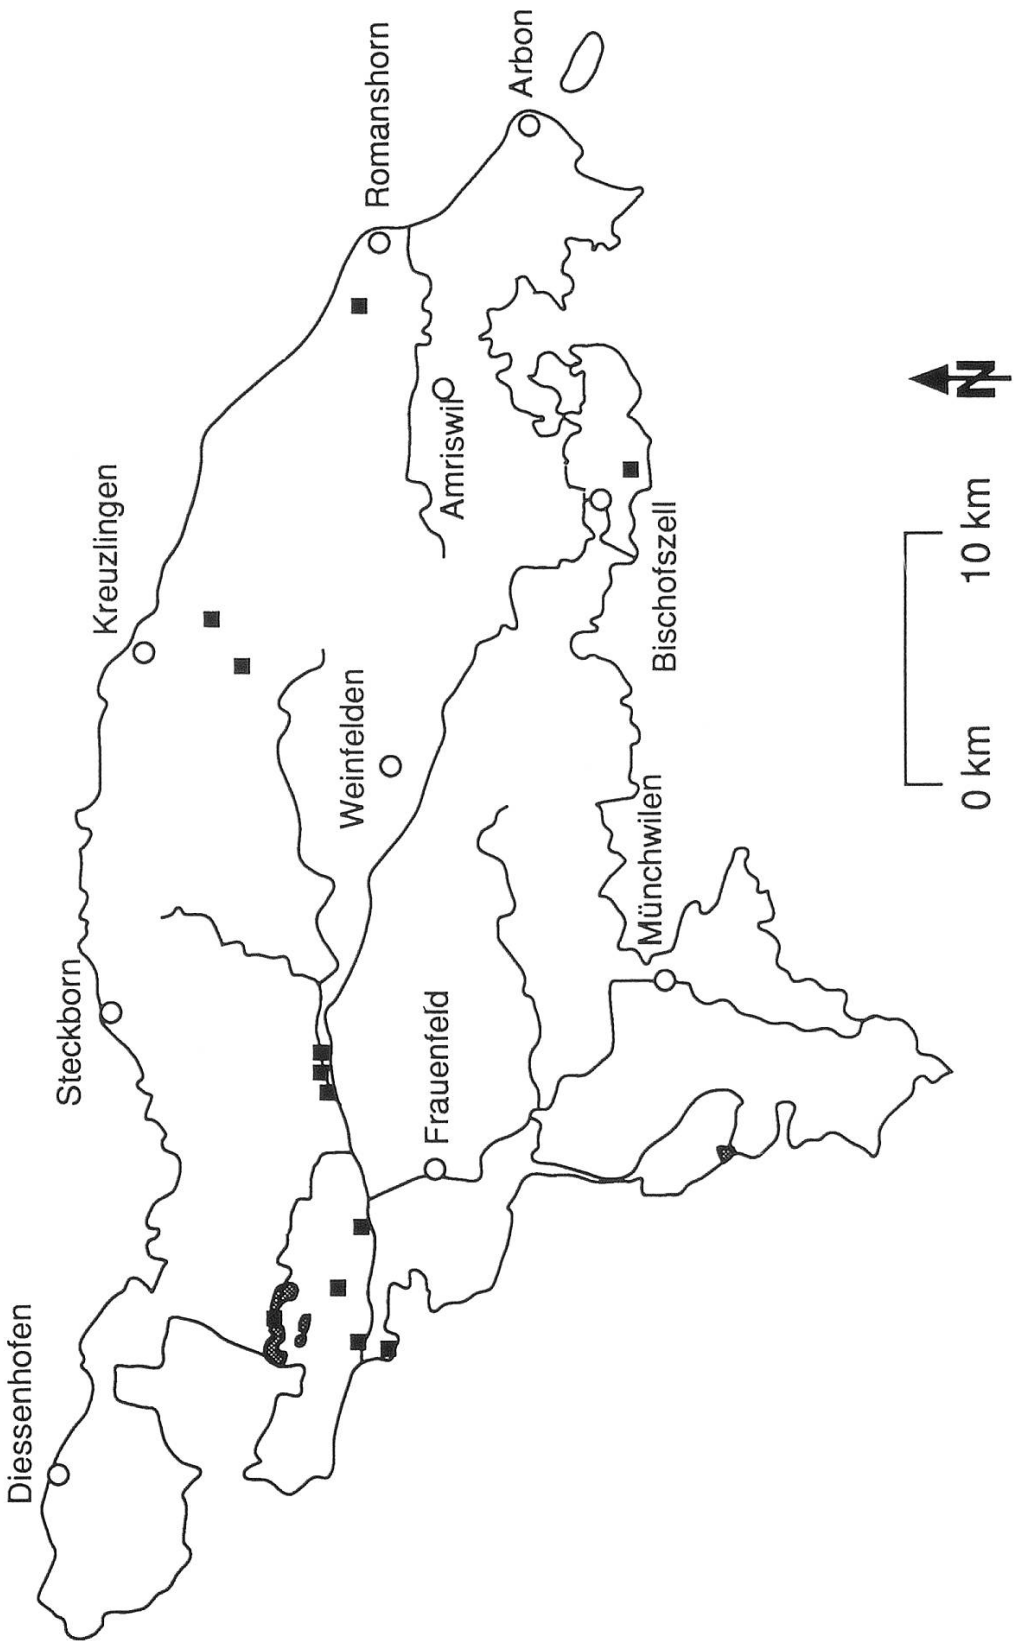 Diessenhofen
Steckborn
Kreuzlingen
Romanshorn
Arbon
Amriswil
Weinfelden
Frauenfeld
Bischofszell
Münchwilen
N
0 km
10 km